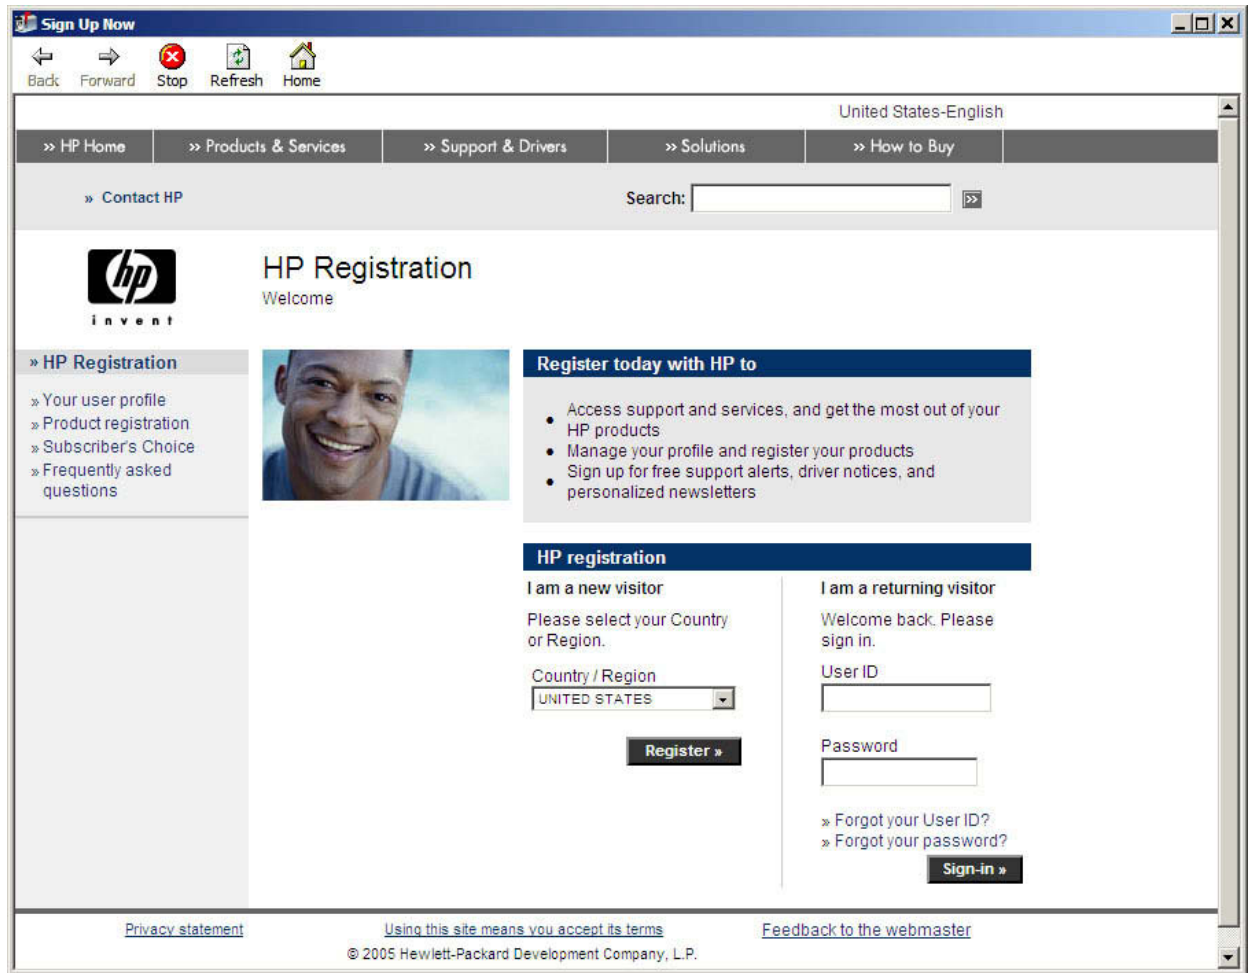 Sign Up Now
Back Forward Stop Refresh Home
United States-English
» HP Home » Products & Services » Support & Drivers » Solutions » How to Buy
» Contact HP
Search:
»
hp
invent
HP Registration
Welcome
» HP Registration
» Your user profile
» Product registration
» Subscriber's Choice
» Frequently asked
questions
Register today with HP to
• Access support and services, and get the most out of your
HP products
• Manage your profile and register your products
• Sign up for free support alerts, driver notices, and
personalized newsletters
HP registration
I am a new visitor
Please select your Country
or Region.
Country / Region
UNITED STATES
Register »
I am a returning visitor
Welcome back. Please
sign in.
User ID
Password
» Forgot your User ID?
» Forgot your password?
Sign-in »
Privacy statement
Using this site means you accept its terms
Feedback to the webmaster
© 2005 Hewlett-Packard Development Company, L.P.